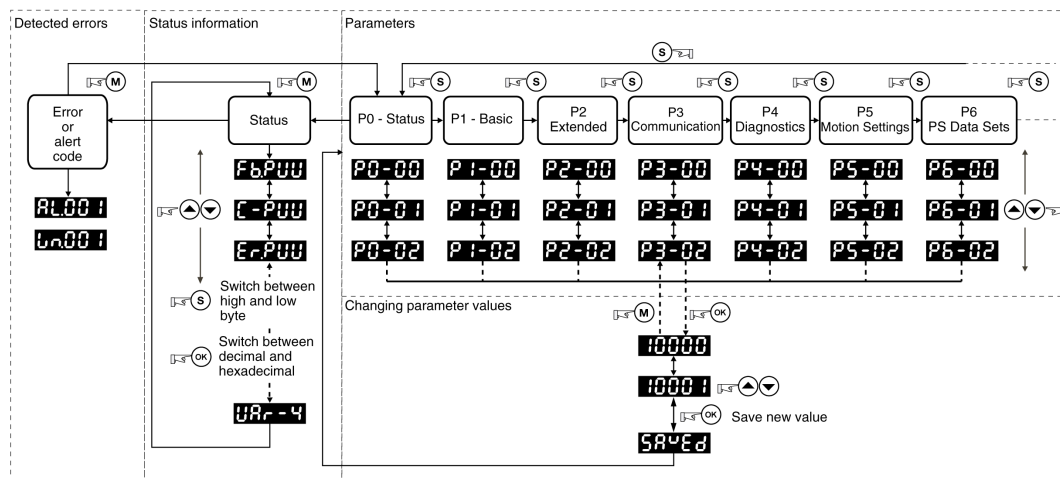 Detected errors
Status information
Parameters
S
M
M
S
S
S
S
S
S
S
Error
or
alert
code
Status
P0 - Status
P1 - Basic
P2
Extended
P3
Communication
P4
Diagnostics
P5
Motion Settings
P6
PS Data Sets
Fb.PUU
P0-00
P1-00
P2-00
P3-00
P4-00
P5-00
P6-00
AL.001
C-PUU
P0-01
P1-01
P2-01
P3-01
P4-01
P5-01
P6-01
Er.PUU
P0-02
P1-02
P2-02
P3-02
P4-02
P5-02
P6-02
S
Switch between
high and low
byte
OK
Switch between
decimal and
hexadecimal
UAr-4
Changing parameter values
M
OK
10000
10001
OK
Save new value
SAvEd